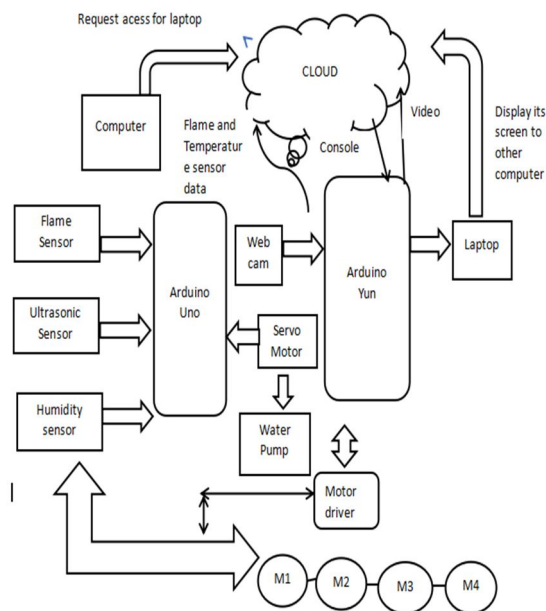 Request acess for laptop
CLOUD
Computer
Flame and
Temperatur
e sensor
data
Console
Video
Display its
screen to
other
computer
Flame
Sensor
Web
cam
Arduino
Uno
Arduino
Yun
Laptop
Ultrasonic
Sensor
Servo
Motor
Humidity
sensor
Water
Pump
Motor
driver
M1
M2
M3
M4